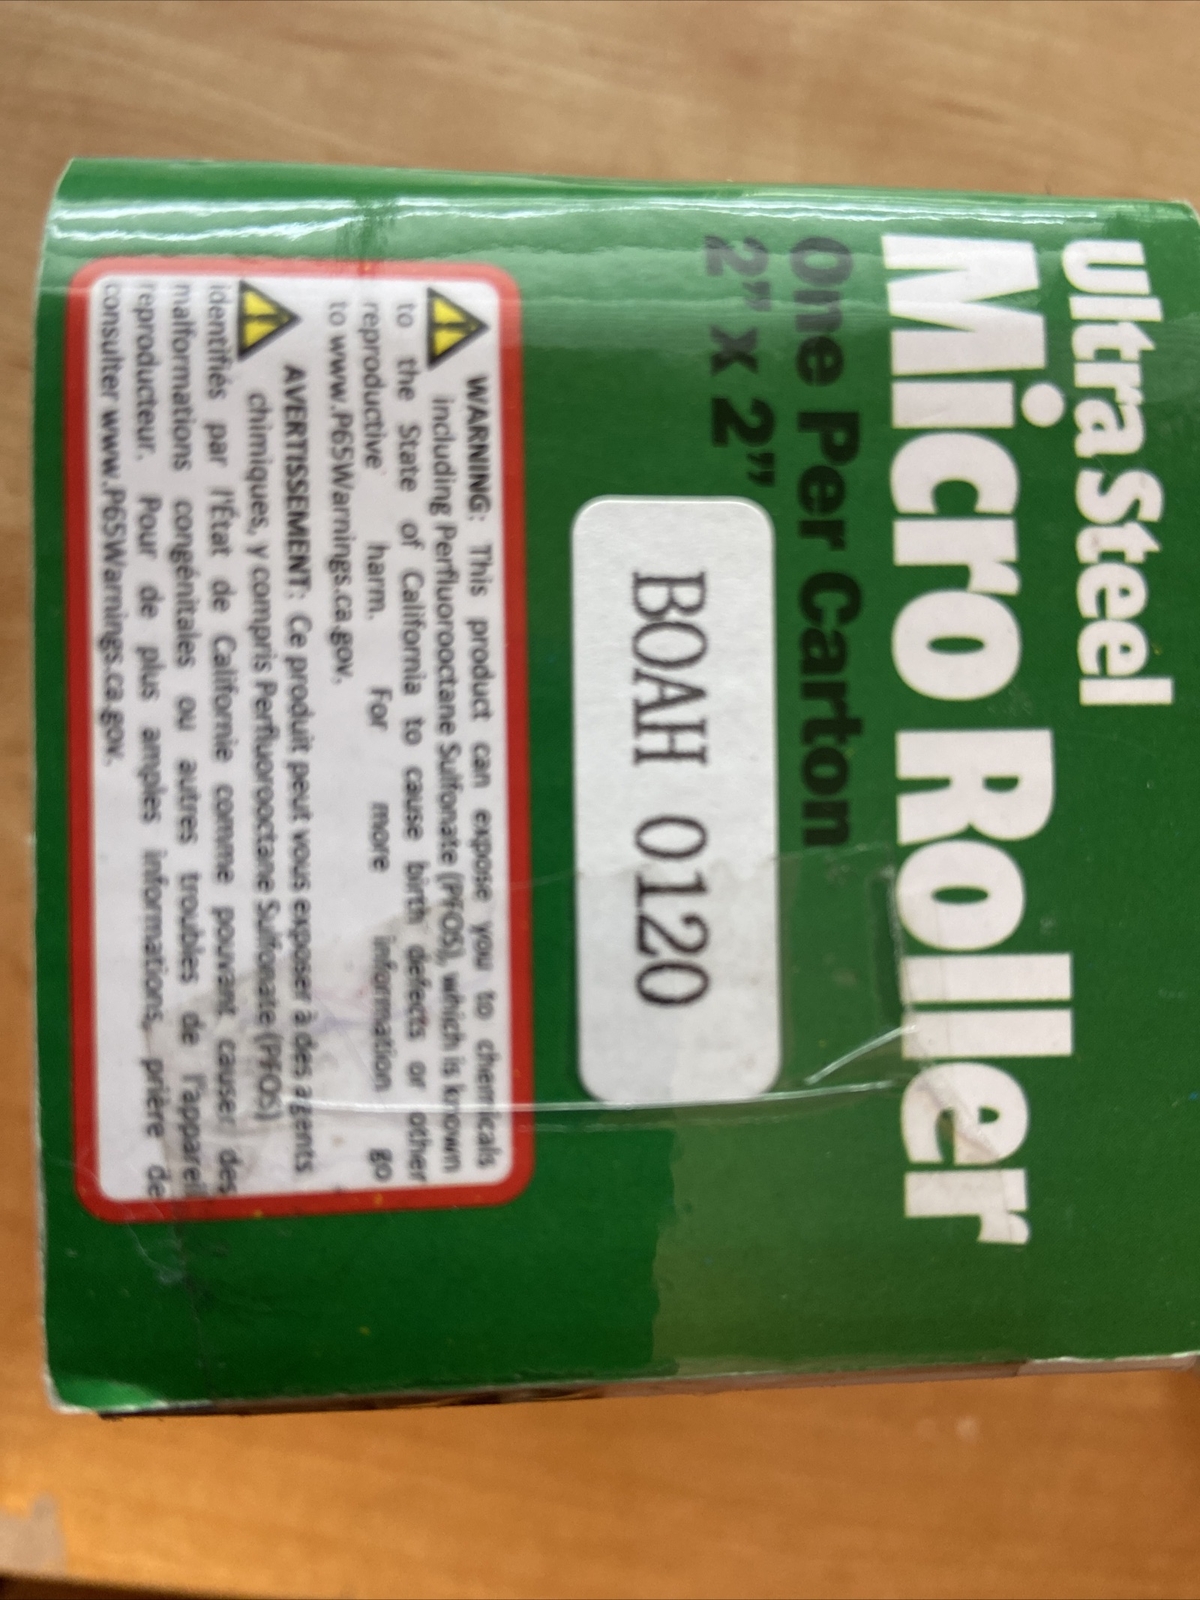 UltraSteel
Micro Roller
One Per Carton
2” x 2”
BOAH 0120
WARNING: This product can expose you to chemicals
including Perfluorooctane Sulfonate (PFOS), which is known
to the State of California to cause birth defects or other
reproductive harm. For more information go
to www.P65Warnings.ca.gov.
AVERTISSEMENT: Ce produit peut vous exposer à des agents
chimiques, y compris Perfluorooctane Sulfonate (PFOS)
identifiés par l'État de Californie comme pouvant causer des
malformations congénitales ou autres troubles de l'appareil
reproducteur. Pour de plus amples informations, prière de
consulter www.P65Warnings.ca.gov.